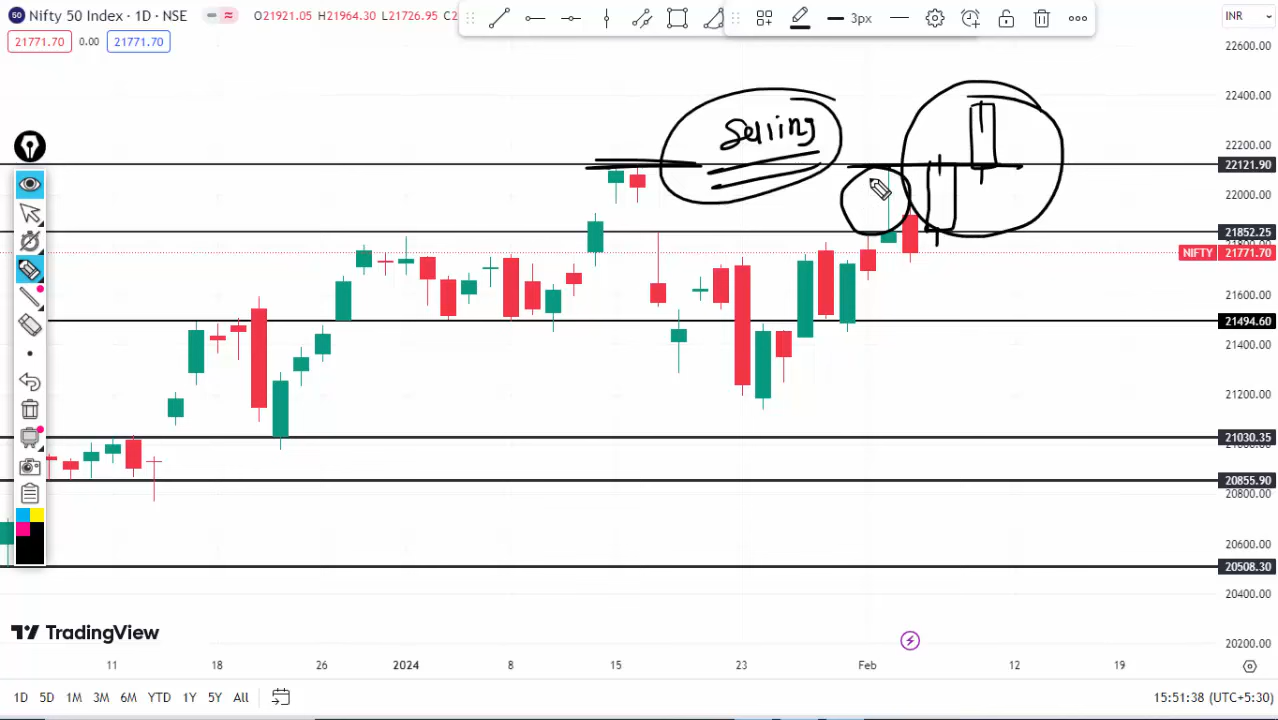 Nifty 50 Index · 1D · NSE
O21921.05 H21964.30 L21726.95 C2
21771.70 0.00 21771.70
3px
INR
22600.00
22400.00
22200.00
22121.90
22000.00
21852.25
NIFTY 21771.70
21600.00
21494.60
21400.00
21200.00
21030.35
20855.90
20800.00
20600.00
20508.30
20400.00
20200.00
Selling
TradingView
11 18 26 2024 8 15 23 Feb 12 19
1D 5D 1M 3M 6M YTD 1Y 5Y All
15:51:38 (UTC+5:30)